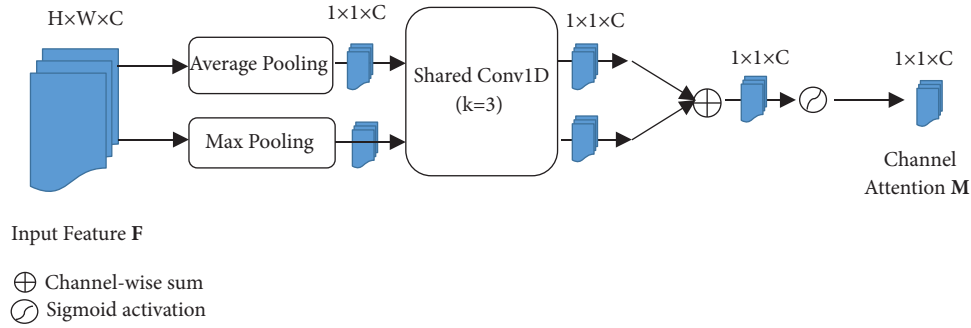 H×W×C
1×1×C
1×1×C
1×1×C
1×1×C
Average Pooling
Max Pooling
Shared Conv1D
(k=3)
Channel
Attention M
Input Feature F
Channel-wise sum
Sigmoid activation